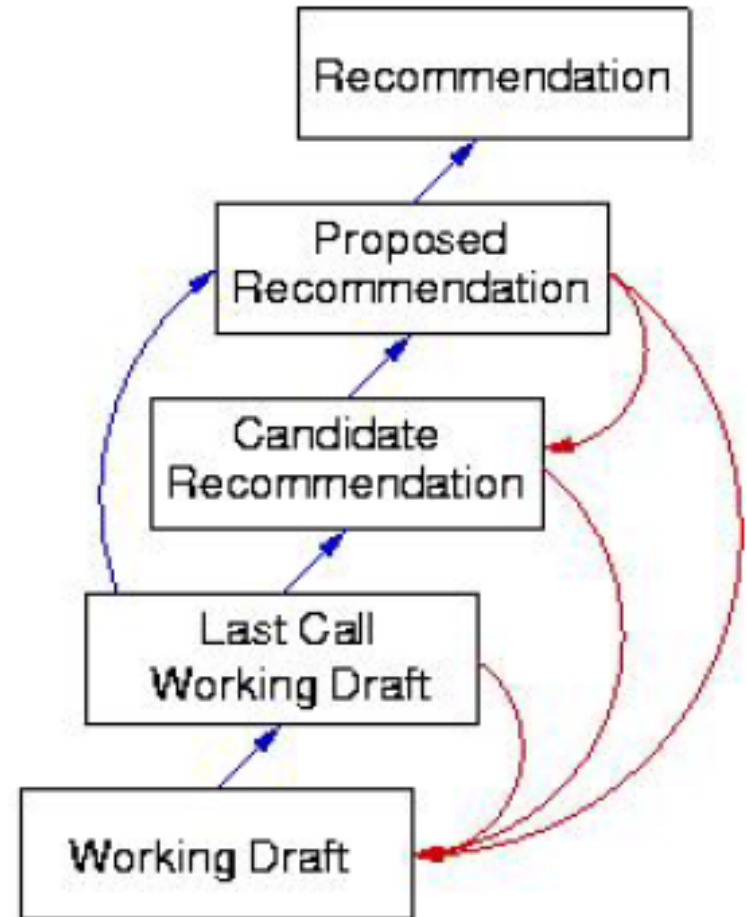 Recommendation
Proposed
Recommendation
Candidate
Recommendation
Last Call
Working Draft
Working Draft